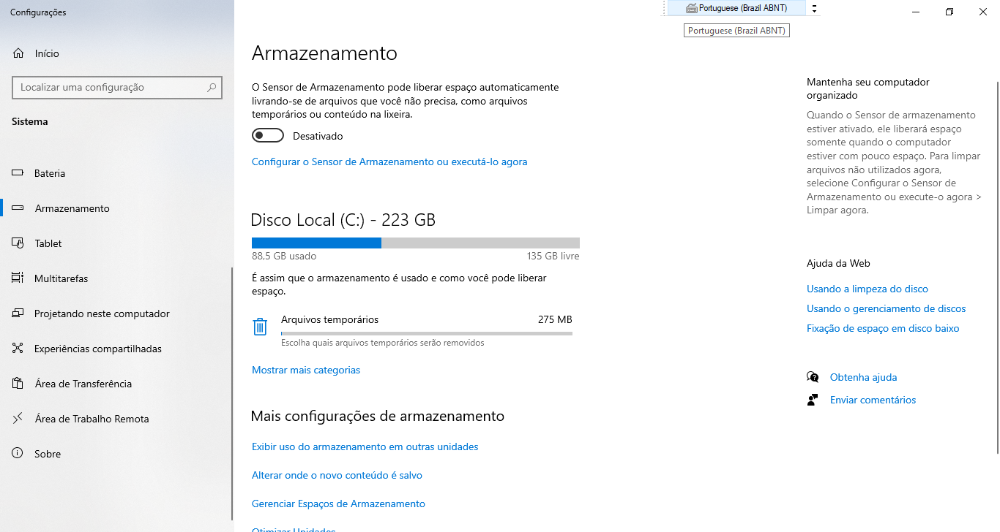 Configurações
Início
Localizar uma configuração
Sistema
Bateria
Armazenamento
Tablet
Multitarefas
Projetando neste computador
Experiências compartilhadas
Área de Transferência
Área de Trabalho Remota
Sobre
Portuguese (Brazil ABNT)
Portuguese (Brazil ABNT)
Armazenamento
O Sensor de Armazenamento pode liberar espaço automaticamente
livrando-se de arquivos que você não precisa, como arquivos
temporários ou conteúdo na lixeira.
Desativado
Configurar o Sensor de Armazenamento ou executá-lo agora
Disco Local (C:) - 223 GB
88,5 GB usado
135 GB livre
É assim que o armazenamento é usado e como você pode liberar
espaço.
Arquivos temporários
275 MB
Escolha quais arquivos temporários serão removidos
Mostrar mais categorias
Mais configurações de armazenamento
Exibir uso do armazenamento em outras unidades
Alterar onde o novo conteúdo é salvo
Gerenciar Espaços de Armazenamento
Otimizar Unidades
Mantenha seu computador
organizado
Quando o Sensor de armazenamento
estiver ativado, ele liberará espaço
somente quando o computador
estiver com pouco espaço. Para limpar
arquivos não utilizados agora,
selecione Configurar o Sensor de
Armazenamento ou execute-o agora >
Limpar agora.
Ajuda da Web
Usando a limpeza do disco
Usando o gerenciamento de discos
Fixação de espaço em disco baixo
Obtenha ajuda
Enviar comentários